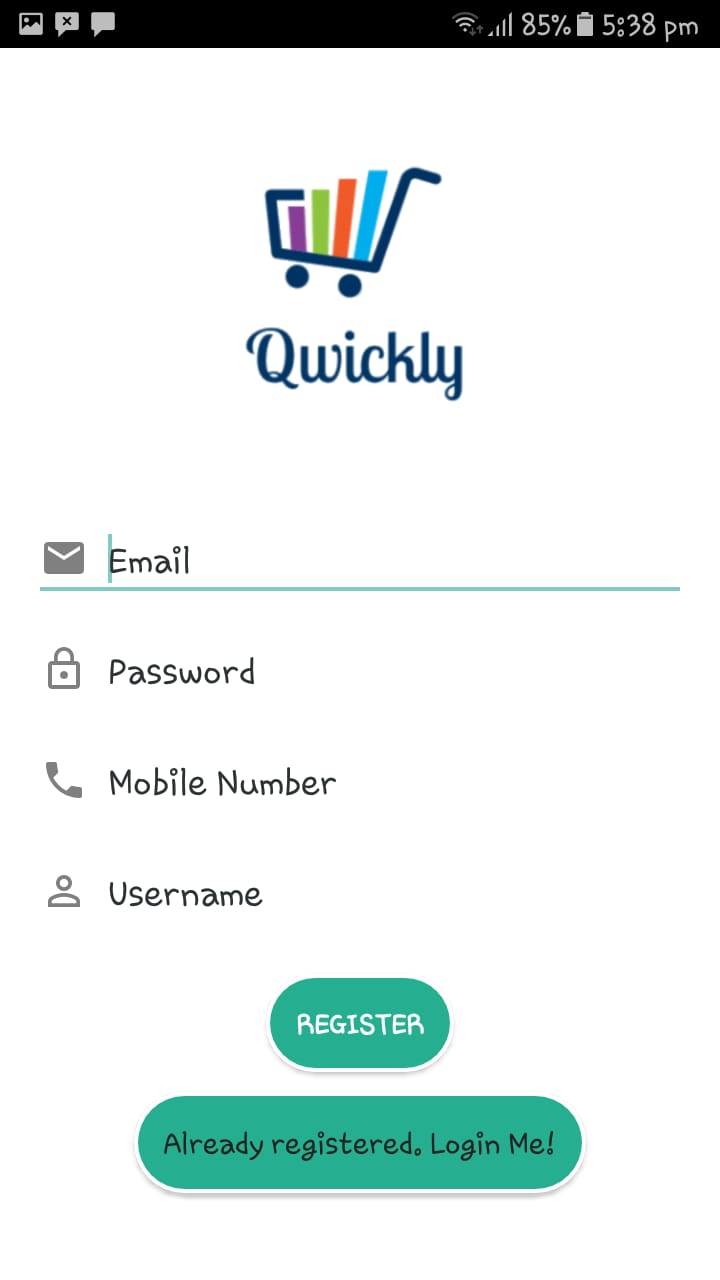 85% 5:38 pm
Qwickly
Email
Password
Mobile Number
Username
REGISTER
Already registered. Login Me!